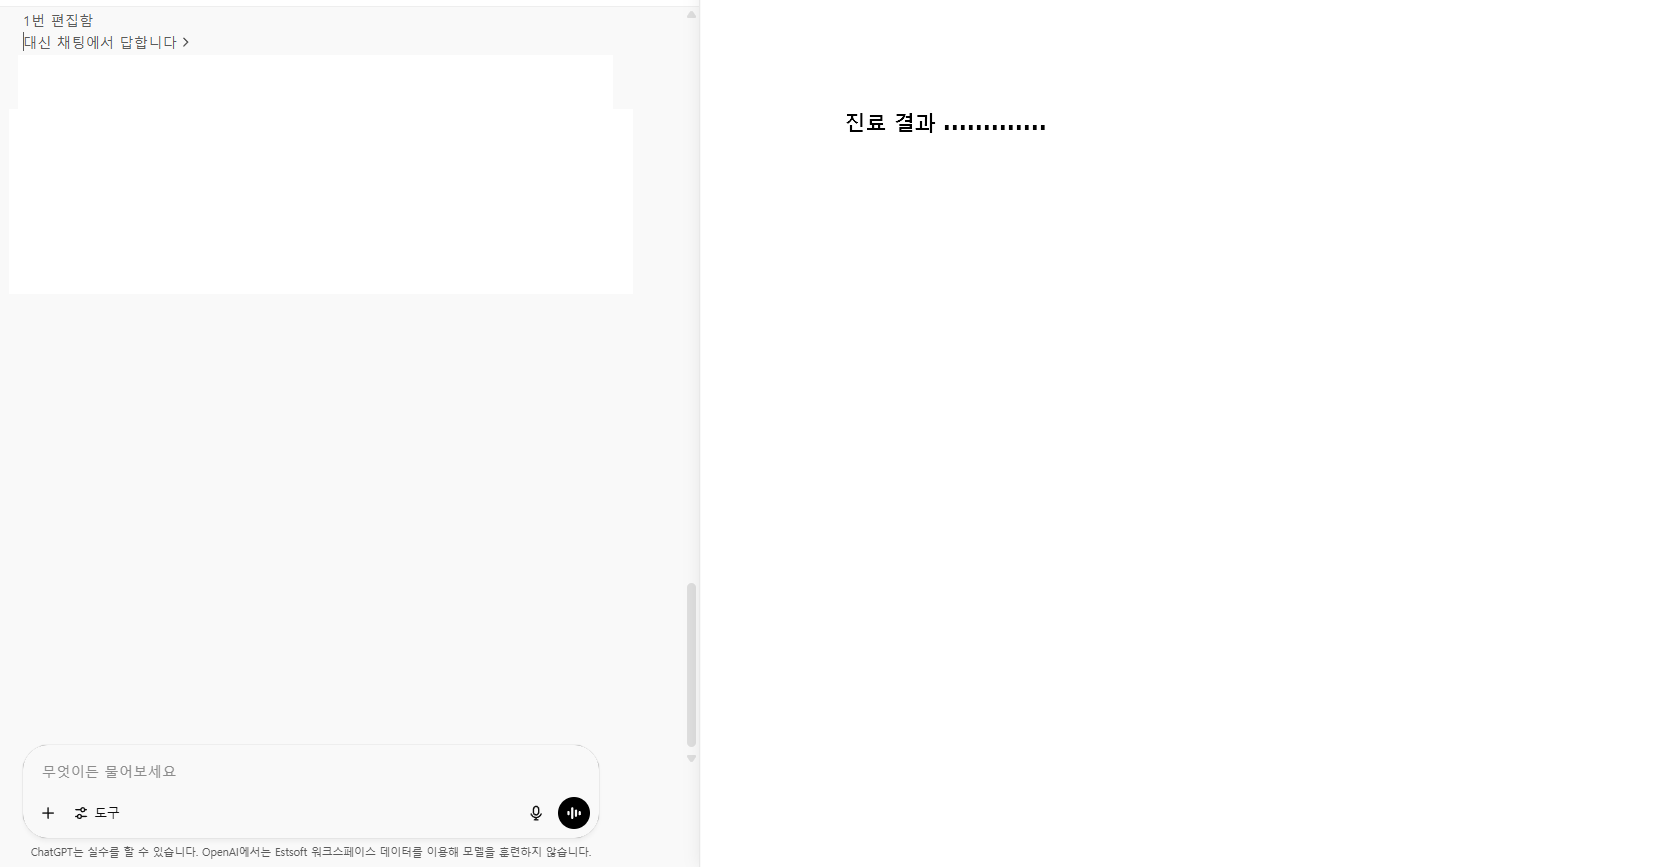 1번 편집함
대신 채팅에서 답합니다 >
진료 결과 .............
무엇이든 물어보세요
도구
ChatGPT는 실수를 할 수 있습니다. OpenAI에서는 Estsoft 워크스페이스 데이터를 이용해 모델을 훈련하지 않습니다.